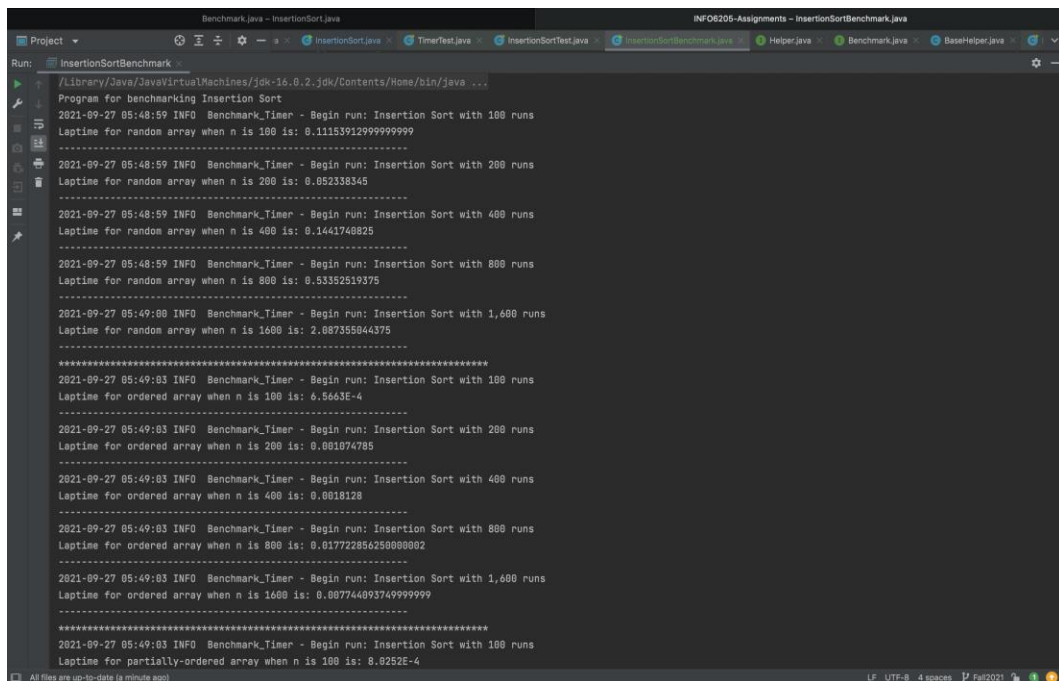 Benchmark.java – InsertionSort.java
INFO6205-Assignments – InsertionSortBenchmark.java
Project
InsertionSort.java
TimerTest.java
InsertionSortTest.java
InsertionSortBenchmark.java
Helper.java
Benchmark.java
BaseHelper.java
Run: InsertionSortBenchmark
/Library/Java/JavaVirtualMachines/jdk-16.0.2.jdk/Contents/Home/bin/java ...
Program for benchmarking Insertion Sort
2021-09-27 05:48:59 INFO  Benchmark_Timer - Begin run: Insertion Sort with 100 runs
Laptime for random array when n is 100 is: 0.11153912999999999
-------------------------------------------------------------
2021-09-27 05:48:59 INFO  Benchmark_Timer - Begin run: Insertion Sort with 200 runs
Laptime for random array when n is 200 is: 0.052338345
-------------------------------------------------------------
2021-09-27 05:48:59 INFO  Benchmark_Timer - Begin run: Insertion Sort with 400 runs
Laptime for random array when n is 400 is: 0.1441740825
-------------------------------------------------------------
2021-09-27 05:48:59 INFO  Benchmark_Timer - Begin run: Insertion Sort with 800 runs
Laptime for random array when n is 800 is: 0.53352519375
-------------------------------------------------------------
2021-09-27 05:49:00 INFO  Benchmark_Timer - Begin run: Insertion Sort with 1,600 runs
Laptime for random array when n is 1600 is: 2.087355044375
-------------------------------------------------------------
***************************************************************************
2021-09-27 05:49:03 INFO  Benchmark_Timer - Begin run: Insertion Sort with 100 runs
Laptime for ordered array when n is 100 is: 6.5663E-4
-------------------------------------------------------------
2021-09-27 05:49:03 INFO  Benchmark_Timer - Begin run: Insertion Sort with 200 runs
Laptime for ordered array when n is 200 is: 0.001074785
-------------------------------------------------------------
2021-09-27 05:49:03 INFO  Benchmark_Timer - Begin run: Insertion Sort with 400 runs
Laptime for ordered array when n is 400 is: 0.0018128
-------------------------------------------------------------
2021-09-27 05:49:03 INFO  Benchmark_Timer - Begin run: Insertion Sort with 800 runs
Laptime for ordered array when n is 800 is: 0.017722856250000002
-------------------------------------------------------------
2021-09-27 05:49:03 INFO  Benchmark_Timer - Begin run: Insertion Sort with 1,600 runs
Laptime for ordered array when n is 1600 is: 0.007744093749999999
-------------------------------------------------------------
***************************************************************************
2021-09-27 05:49:03 INFO  Benchmark_Timer - Begin run: Insertion Sort with 100 runs
Laptime for partially-ordered array when n is 100 is: 8.0252E-4
All files are up-to-date (a minute ago)
LF UTF-8 4 spaces Fall2021